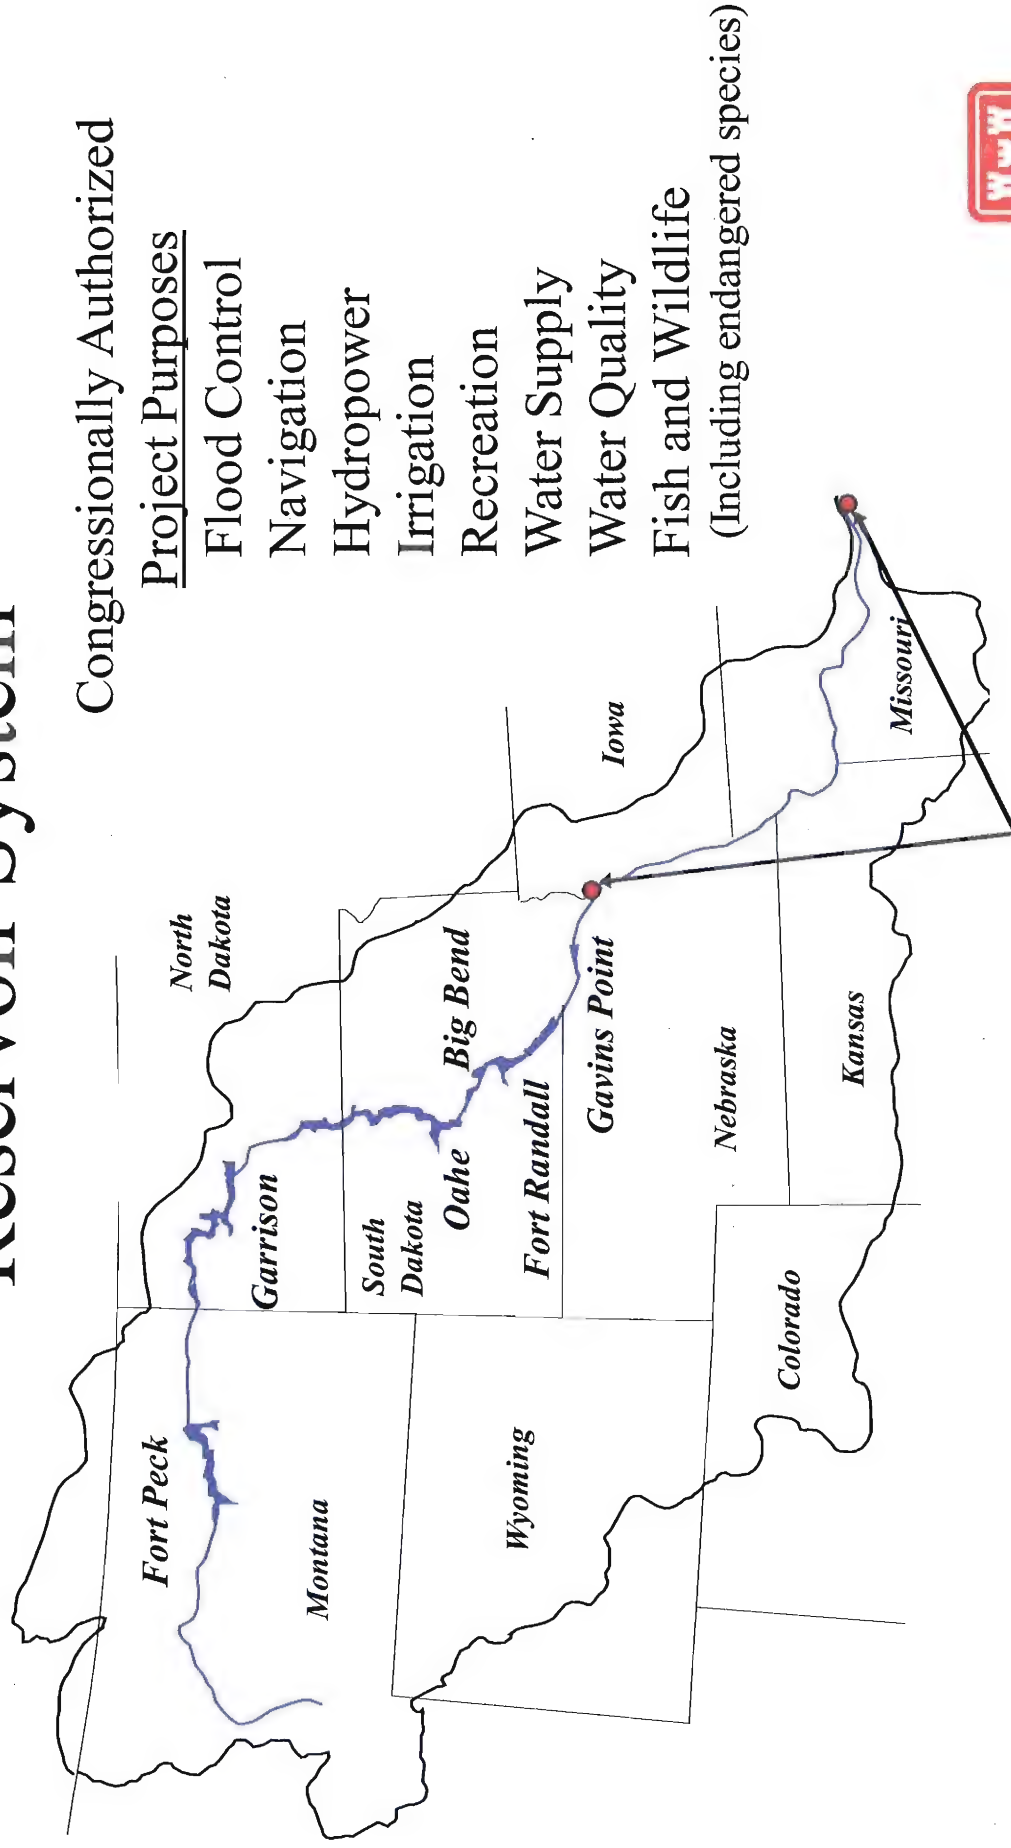 Reservoir System
Congressionally Authorized
Project Purposes
Flood Control
Navigation
Hydropower
Irrigation
Recreation
Water Supply
Water Quality
Fish and Wildlife
(Including endangered species)
Fort Peck
Montana
North
Dakota
Garrison
South
Dakota
Oahe
Big Bend
Fort Randall
Gavins Point
Wyoming
Nebraska
Iowa
Colorado
Kansas
Missouri